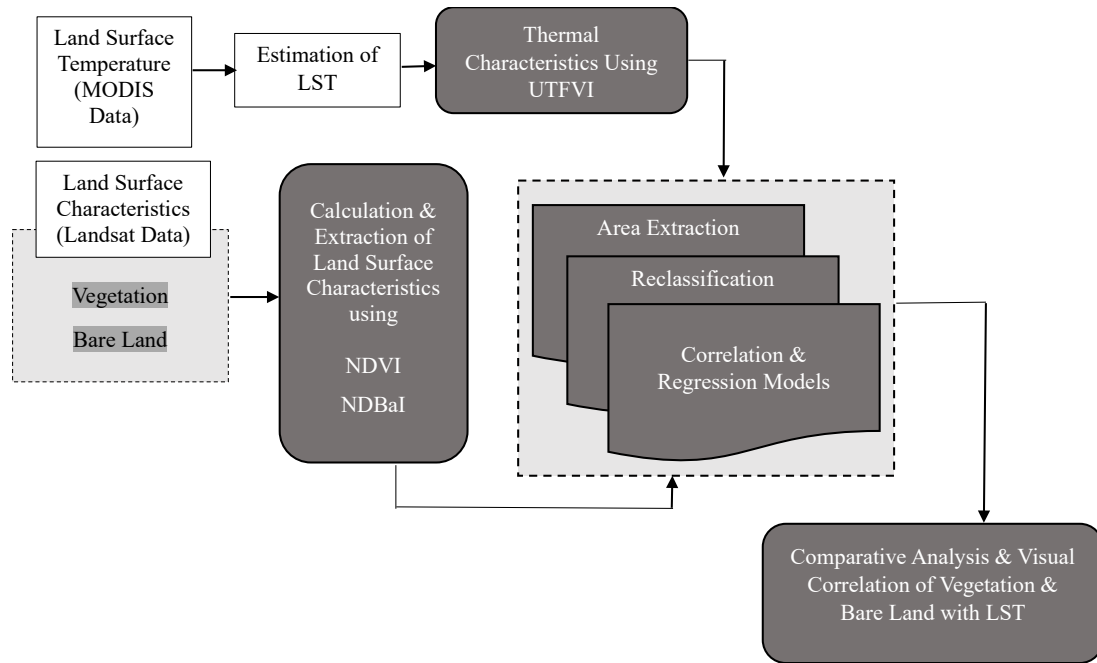 Land Surface
Temperature
(MODIS
Data)
Estimation of
LST
Thermal
Characteristics Using
UTFVI
Land Surface
Characteristics
(Landsat Data)
Vegetation
Bare Land
Calculation &
Extraction of
Land Surface
Characteristics
using
NDVI
NDBaI
Area Extraction
Reclassification
Correlation &
Regression Models
Comparative Analysis & Visual
Correlation of Vegetation &
Bare Land with LST